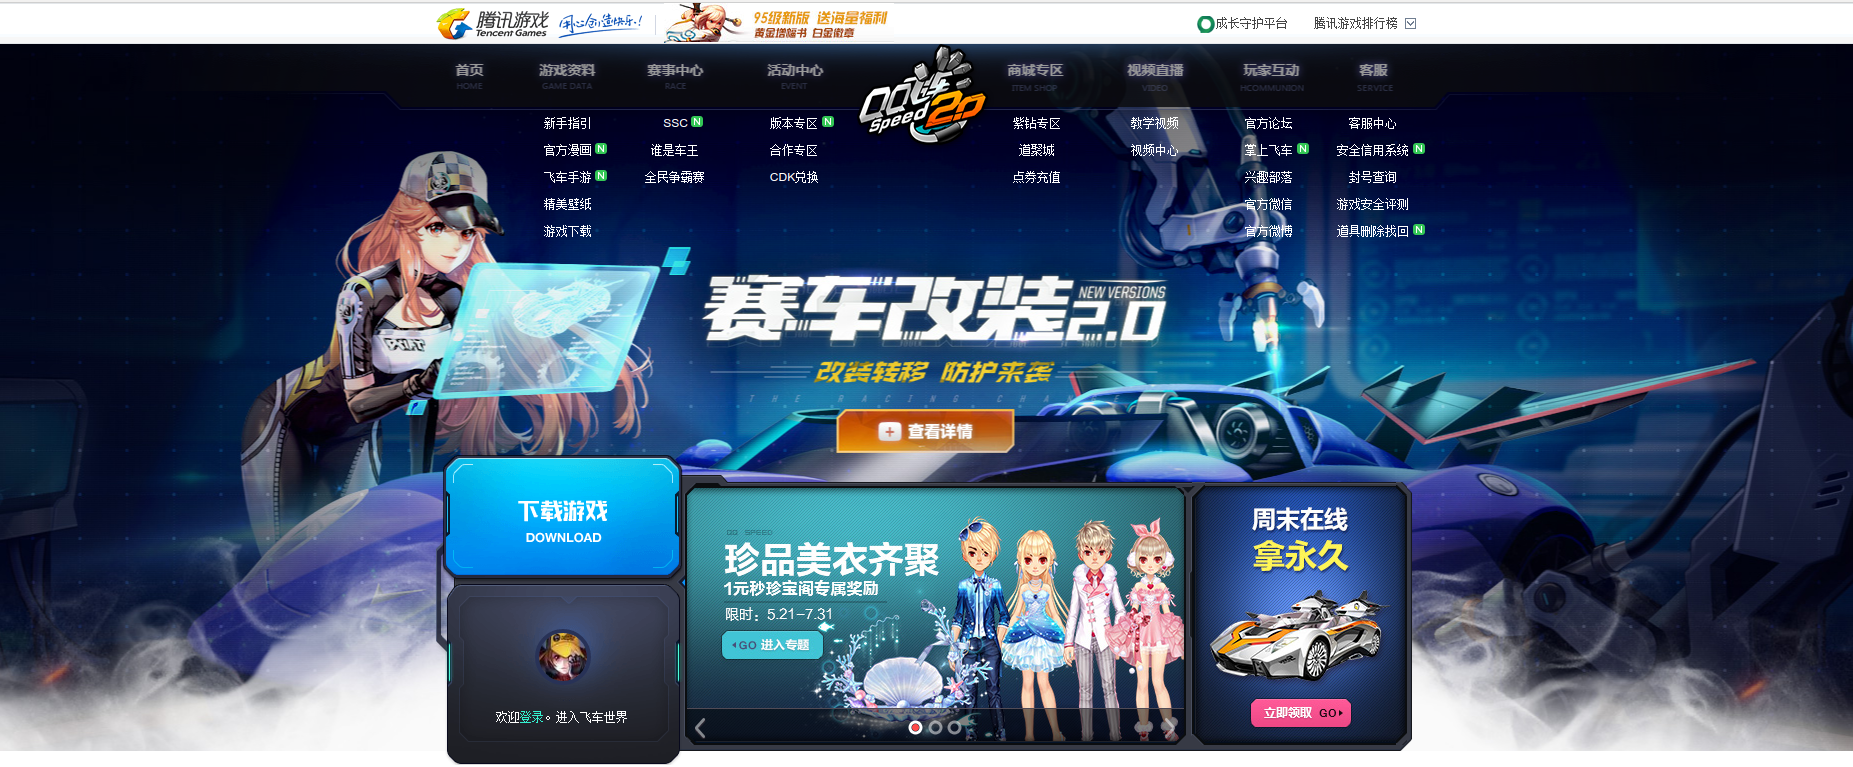 腾讯游戏
Tencent Games
用心创造快乐!
95级新版 送海量福利
黄金增幅书 白金徽章
成长守护平台
腾讯游戏排行榜
首页
HOME
游戏资料
GAME DATA
赛事中心
RACE
活动中心
EVENT
QQ飞车
Speed 2.0
商城专区
ITEM SHOP
视频直播
VIDEO
玩家互动
HCOMMUNION
客服
SERVICE
新手指引
官方漫画 N
飞车手游 N
精美壁纸
游戏下载
SSC N
谁是车王
全民争霸赛
版本专区 N
合作专区
CDK兑换
紫钻专区
道聚城
点券充值
教学视频
视频中心
官方论坛
掌上飞车 N
兴趣部落
官方微信
官方微博
客服中心
安全信用系统 N
封号查询
游戏安全评测
道具删除找回 N
赛车改装2.0
NEW VERSIONS
改装转移 防护来袭
THE RACING CHA
查看详情
下载游戏
DOWNLOAD
欢迎登录。进入飞车世界
QQ SPEED
珍品美衣齐聚
1元秒珍宝阁专属奖励
限时：5.21-7.31
GO 进入专题
周末在线
拿永久
立即领取 GO